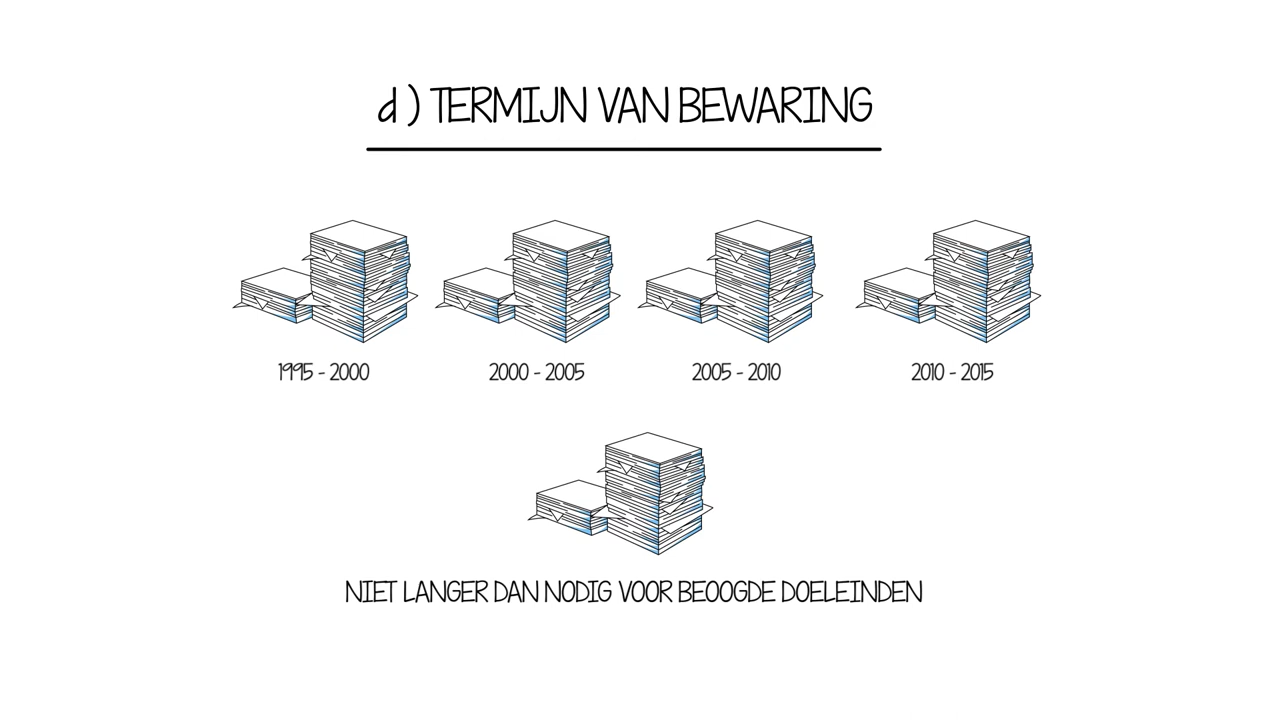 d ) TERMIJN VAN BEWARING
1995 - 2000
2000 - 2005
2005 - 2010
2010 - 2015
NIET LANGER DAN NODIG VOOR BEOOGDE DOELEINDEN